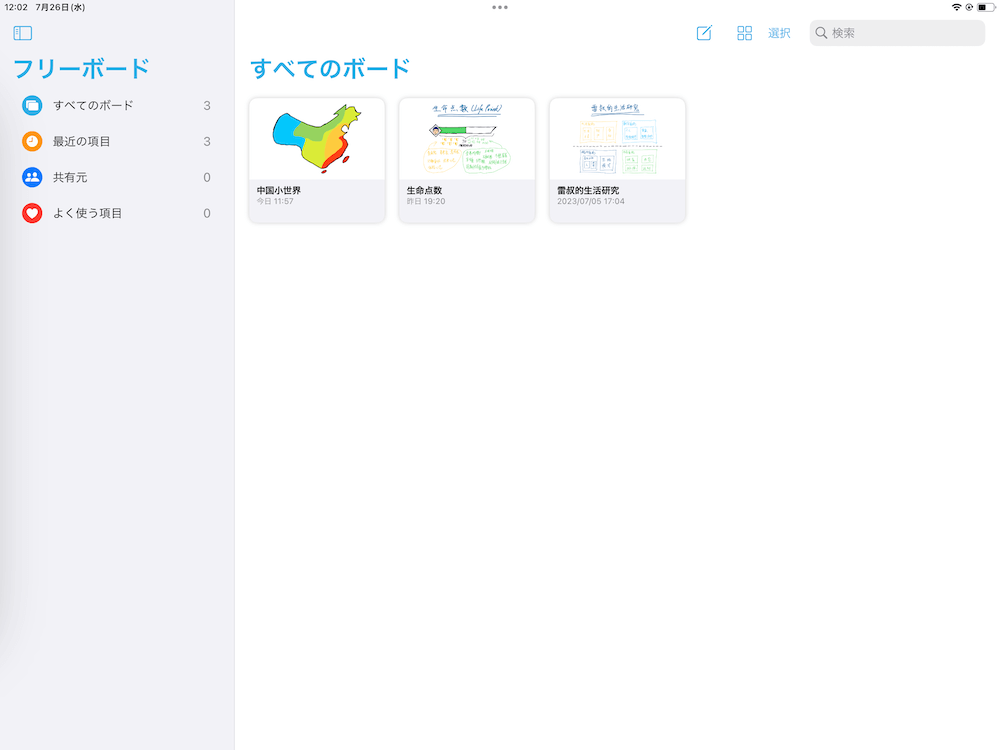 12:02 7月26日(水)
フリーボード
すべてのボード 3
最近の項目 3
共有元 0
よく使う項目 0
選択
検索
すべてのボード
生命点数 (Life Point)
雷叔的生活研究
中国小世界
今日 11:57
生命点数
昨日 19:20
雷叔的生活研究
2023/07/05 17:04